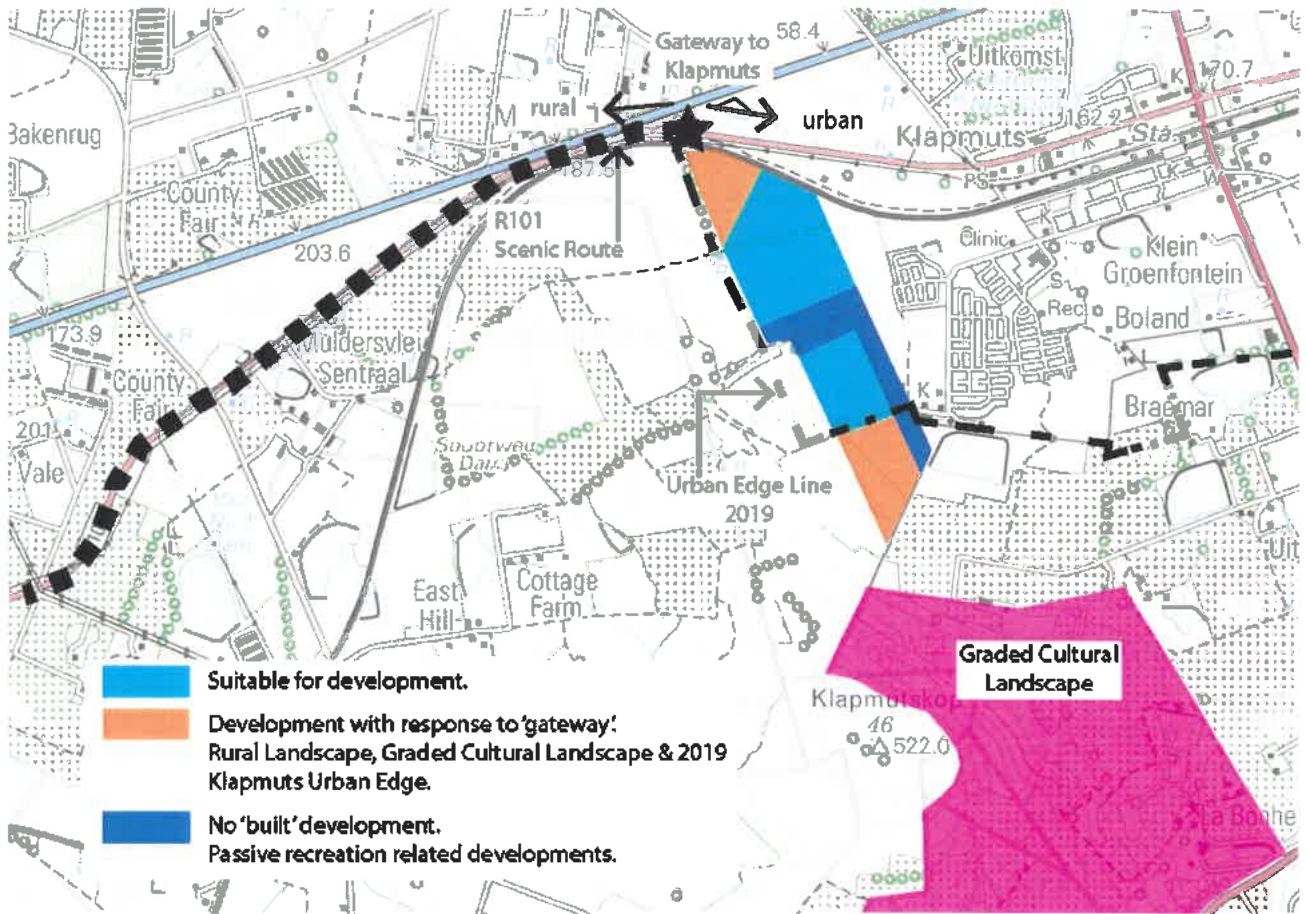 58.4
Gateway to
Klapmuts
Uitkomst
170.7
rural
M
urban
Klapmuts
162.2
Sta
K
Bakenrug
187.5
PS
K
County
Fair
R101
Scenic Route
203.6
Clinic
K
Klein
Groenfontein
S
Rec
Boland
173.9
Muldersvlei
Sentraal
County
Fair
K
Braemar
201
Vale
Urban Edge Line
2019
Uit
East
Hill
Cottage
Farm
Graded Cultural
Landscape
Suitable for development.
Klapmutskop
46
522.0
Development with response to 'gateway'.
Rural Landscape, Graded Cultural Landscape & 2019
Klapmuts Urban Edge.
No 'built' development.
Passive recreation related developments.
La Bonhe